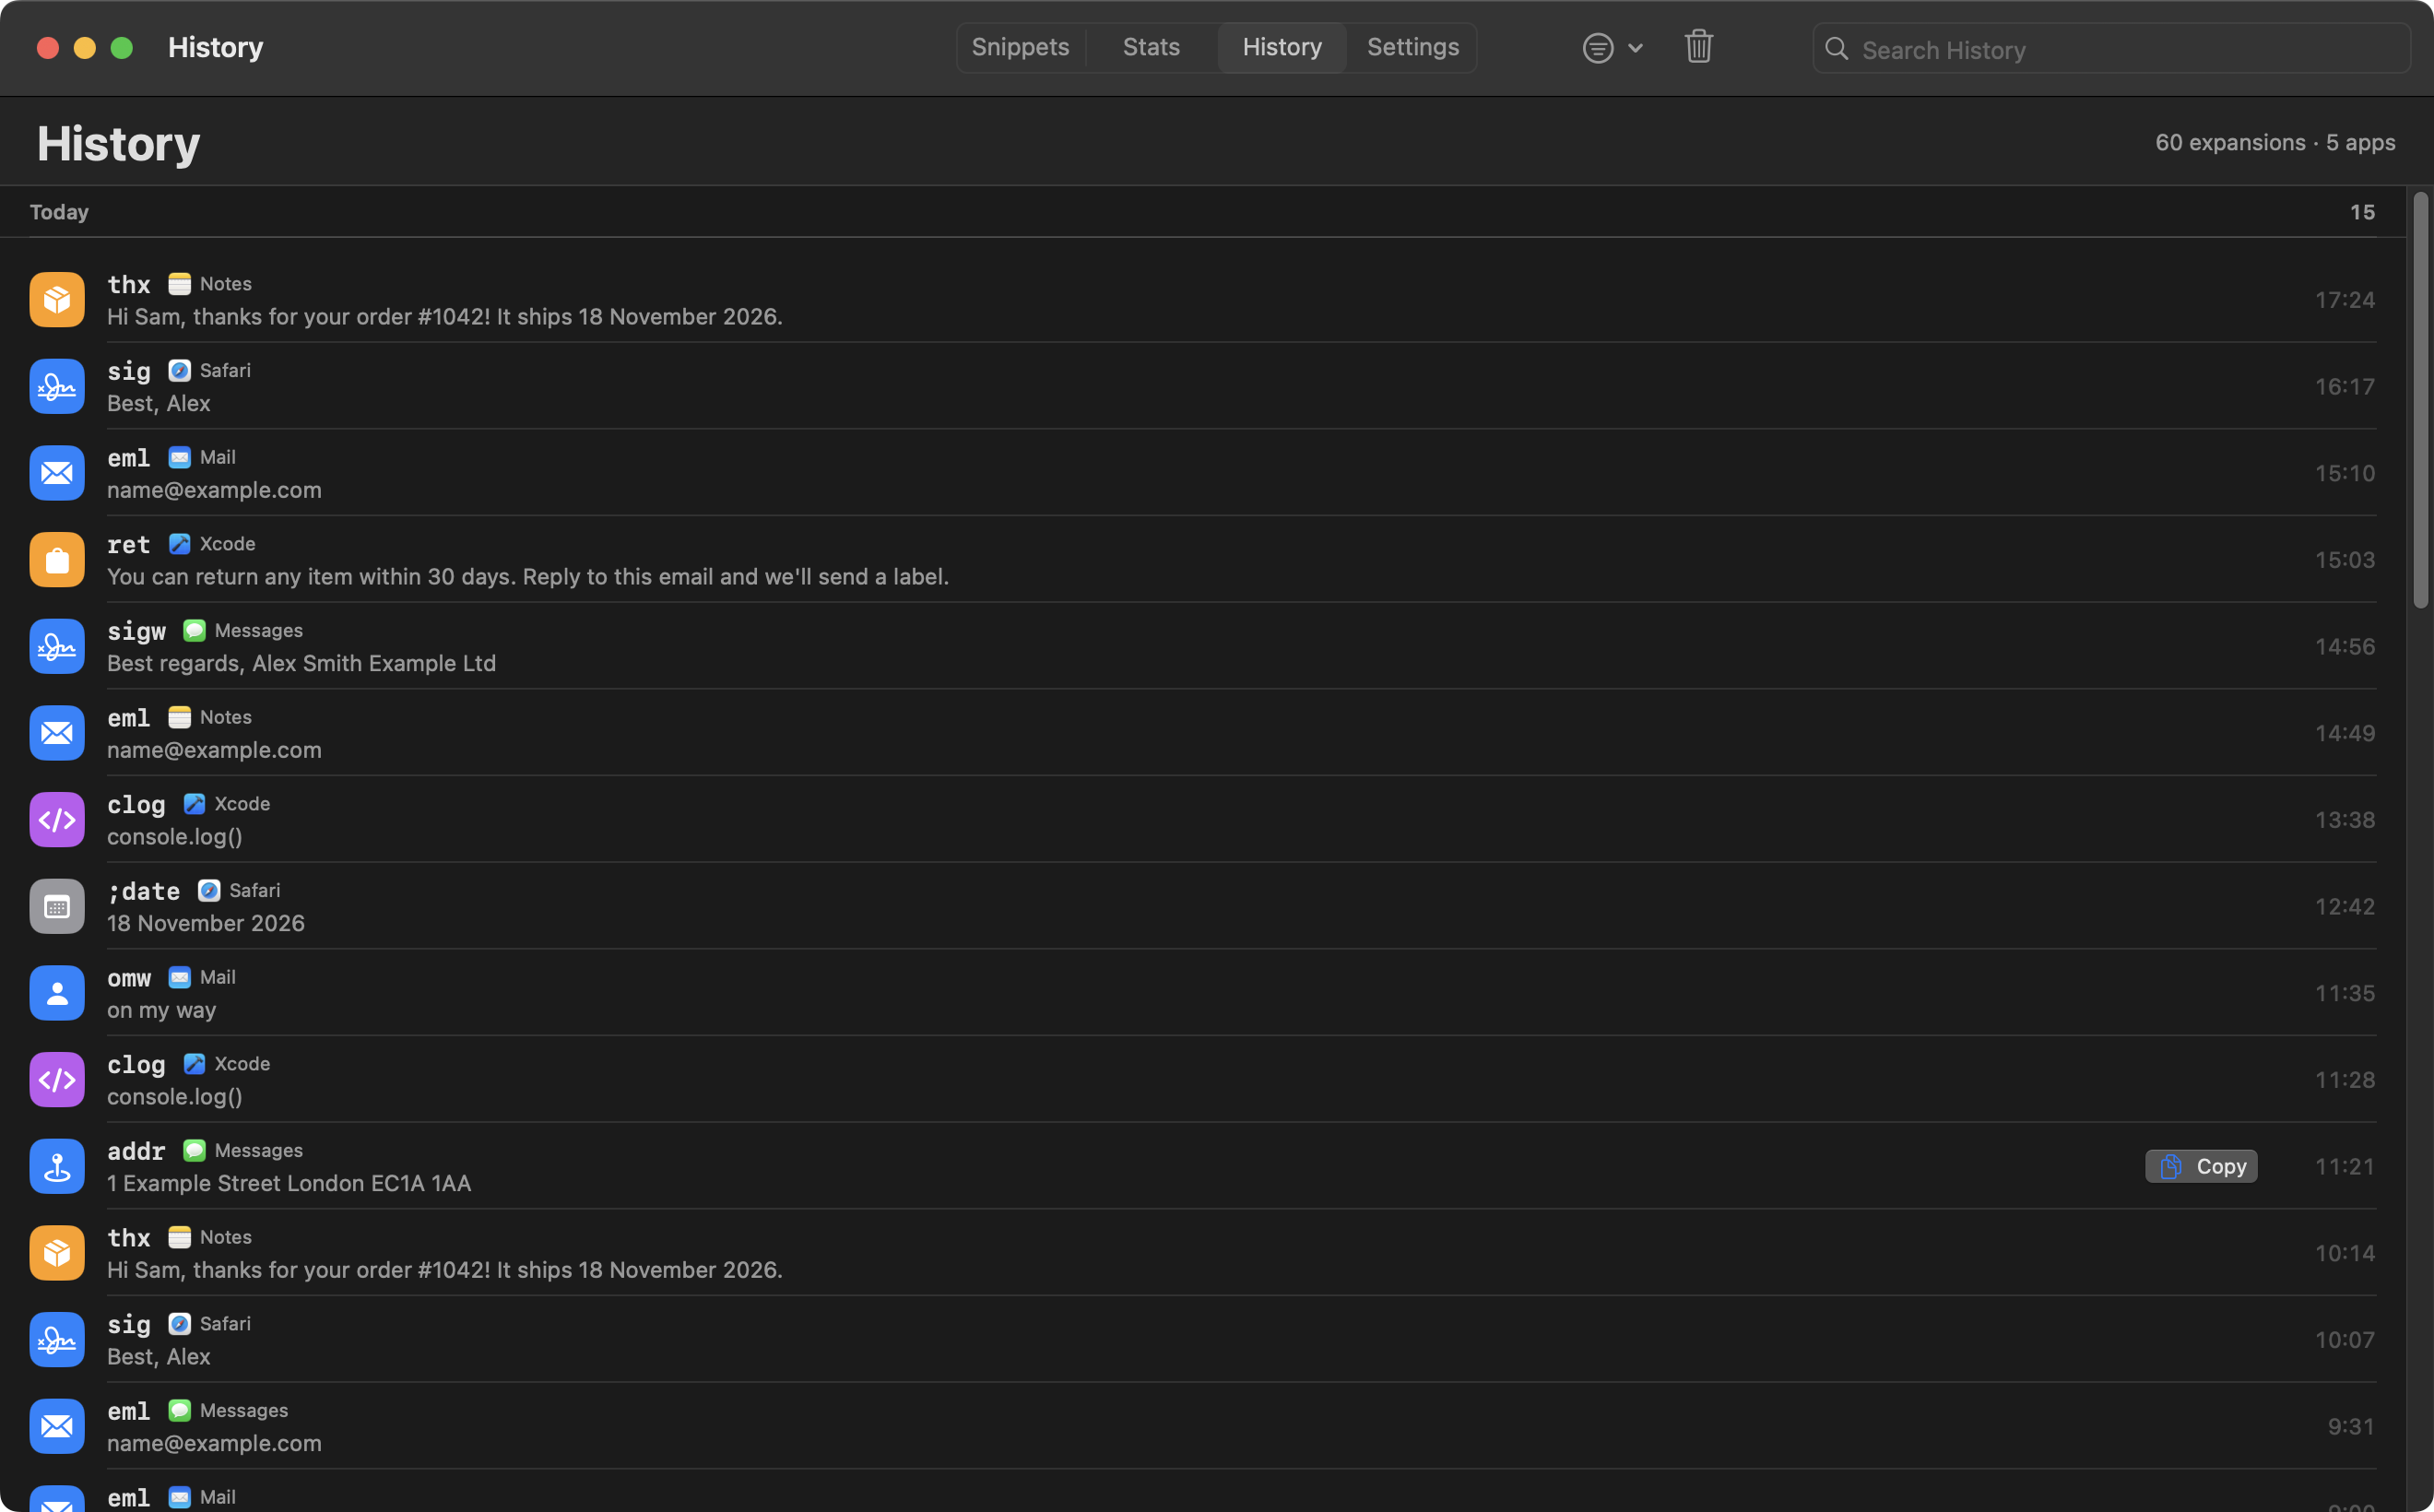 History
Snippets Stats History Settings
Search History
History
60 expansions · 5 apps
Today 15
thx Notes
Hi Sam, thanks for your order #1042! It ships 18 November 2026.
17:24
sig Safari
Best, Alex
16:17
eml Mail
name@example.com
15:10
ret Xcode
You can return any item within 30 days. Reply to this email and we'll send a label.
15:03
sigw Messages
Best regards, Alex Smith Example Ltd
14:56
eml Notes
name@example.com
14:49
clog Xcode
console.log()
13:38
;date Safari
18 November 2026
12:42
omw Mail
on my way
11:35
clog Xcode
console.log()
11:28
addr Messages
1 Example Street London EC1A 1AA
Copy 11:21
thx Notes
Hi Sam, thanks for your order #1042! It ships 18 November 2026.
10:14
sig Safari
Best, Alex
10:07
eml Messages
name@example.com
9:31
eml Mail